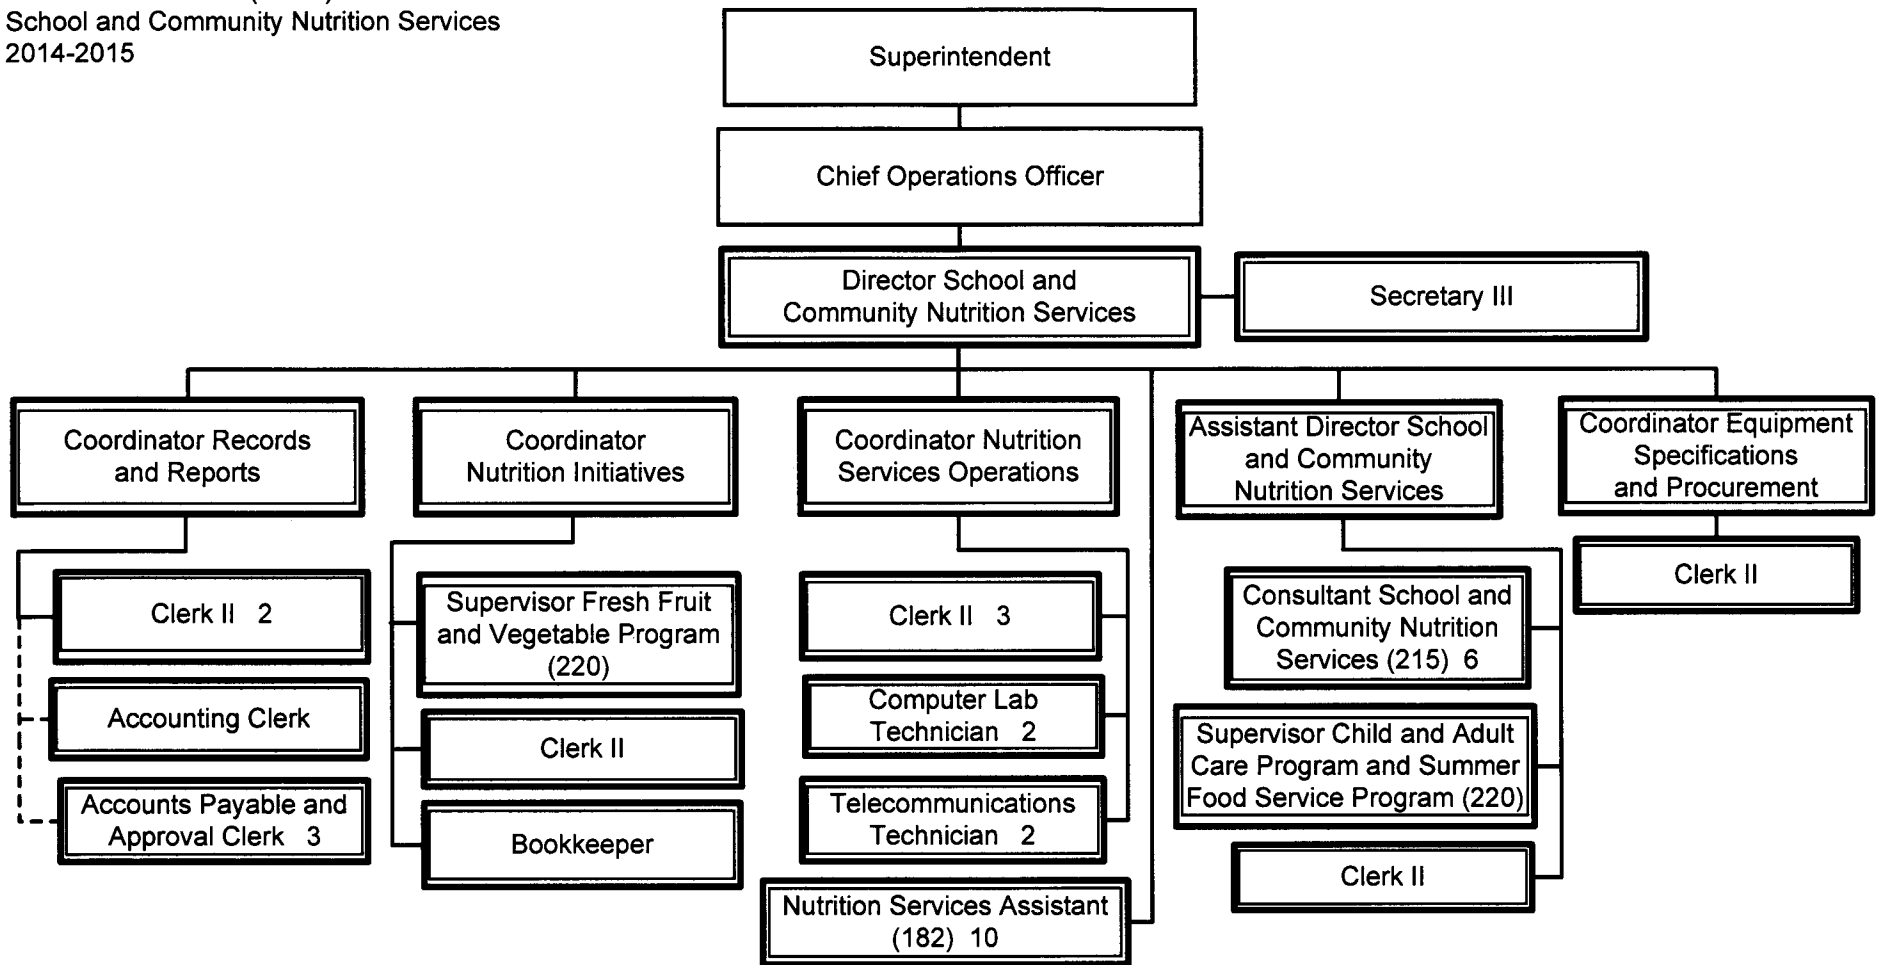 School and Community Nutrition Services
2014-2015
Superintendent
Chief Operations Officer
Director School and
Community Nutrition Services
Secretary III
Coordinator Records
and Reports
Coordinator
Nutrition Initiatives
Coordinator Nutrition
Services Operations
Assistant Director School
and Community
Nutrition Services
Coordinator Equipment
Specifications
and Procurement
Clerk II 2
Accounting Clerk
Accounts Payable and
Approval Clerk 3
Supervisor Fresh Fruit
and Vegetable Program
(220)
Clerk II
Bookkeeper
Clerk II 3
Computer Lab
Technician 2
Telecommunications
Technician 2
Nutrition Services Assistant
(182) 10
Consultant School and
Community Nutrition
Services (215) 6
Supervisor Child and Adult
Care Program and Summer
Food Service Program (220)
Clerk II
Clerk II